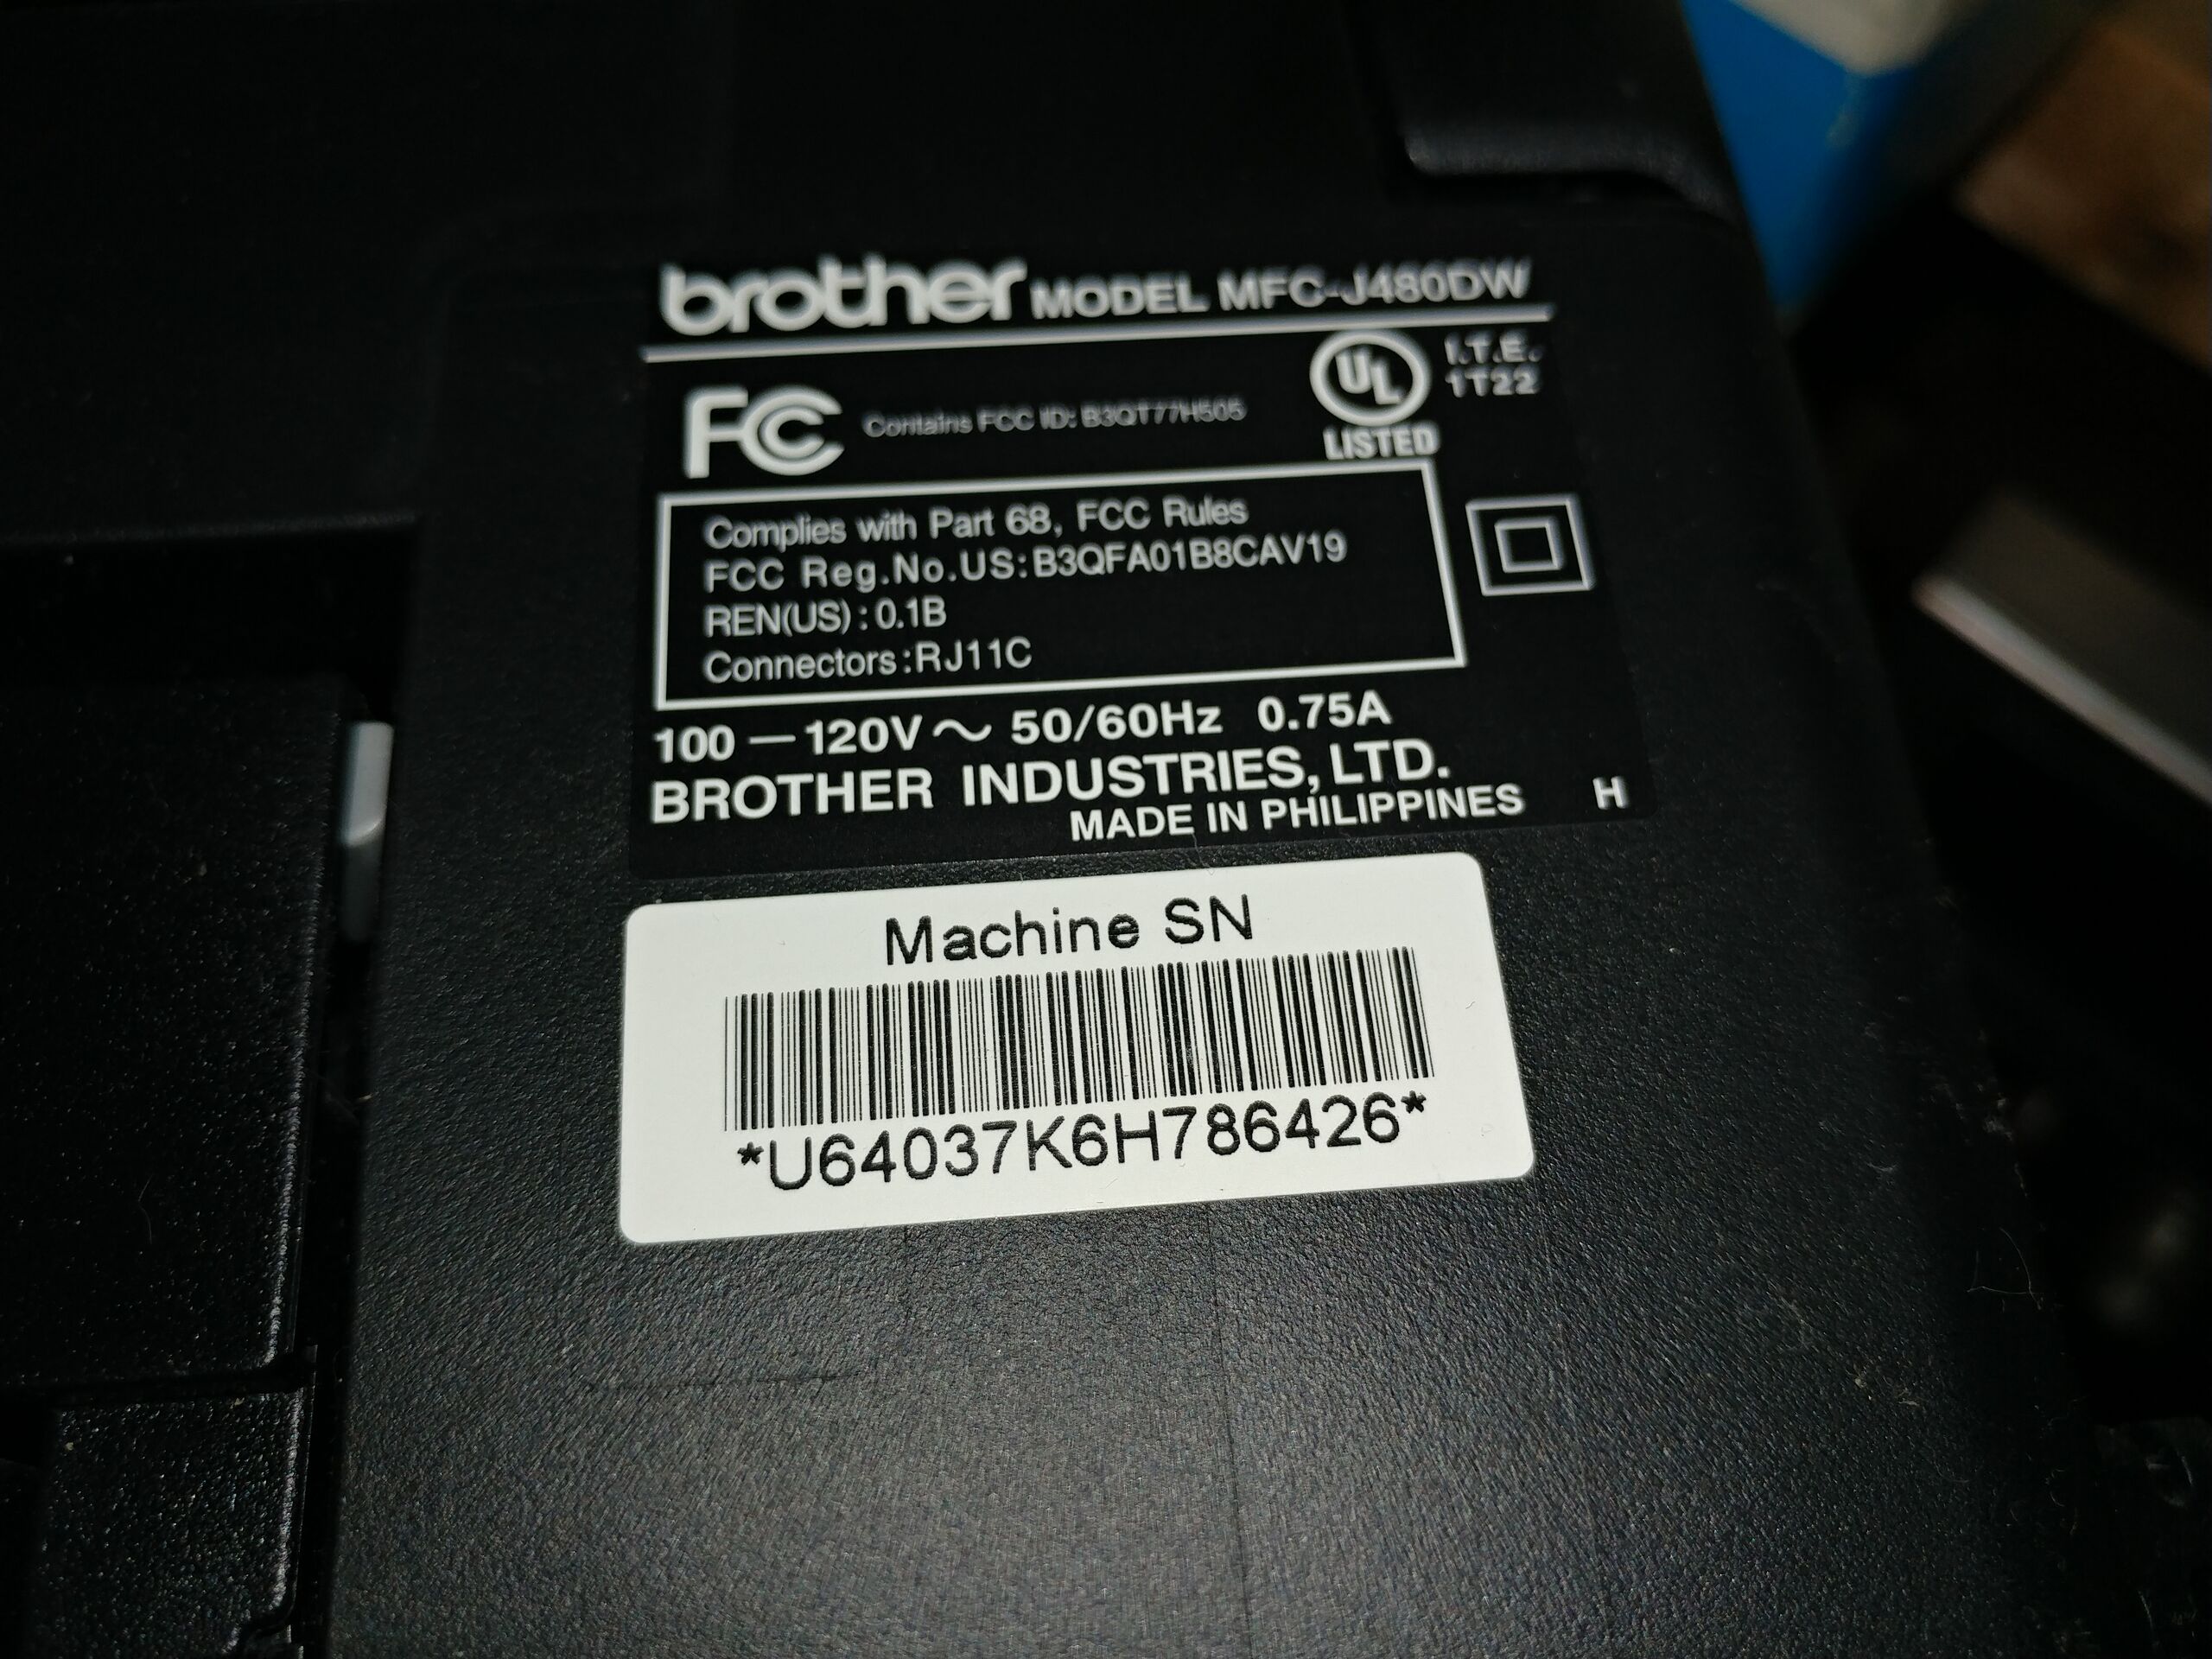 brother MODEL MFC-J480DW
FC Contains FCC ID: B3QT77H505
UL
LISTED
I.T.E.
1T22
Complies with Part 68, FCC Rules
FCC Reg.No.US:B3QFA01B8CAV19
REN(US):0.1B
Connectors:RJ11C
100 — 120V ~ 50/60Hz 0.75A
BROTHER INDUSTRIES, LTD.
MADE IN PHILIPPINES H
Machine SN
*U64037K6H786426*